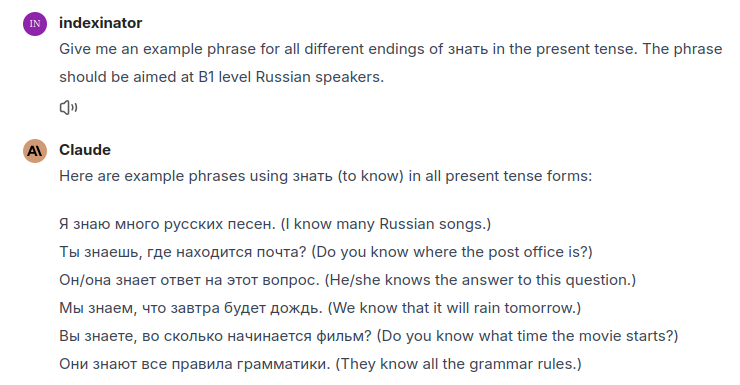 IN
indexinator
Give me an example phrase for all different endings of знать in the present tense. The phrase
should be aimed at B1 level Russian speakers.
Claude
Here are example phrases using знать (to know) in all present tense forms:
Я знаю много русских песен. (I know many Russian songs.)
Ты знаешь, где находится почта? (Do you know where the post office is?)
Он/она знает ответ на этот вопрос. (He/she knows the answer to this question.)
Мы знаем, что завтра будет дождь. (We know that it will rain tomorrow.)
Вы знаете, во сколько начинается фильм? (Do you know what time the movie starts?)
Они знают все правила грамматики. (They know all the grammar rules.)